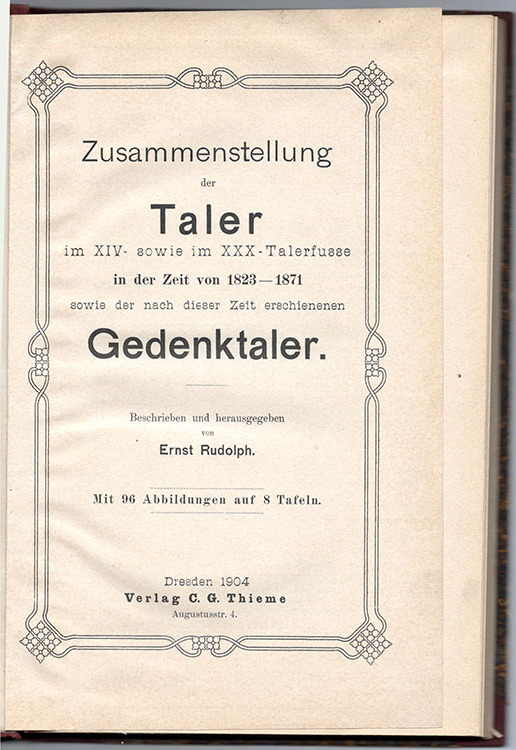 Zusammenstellung
der
Taler
im XIV- sowie im XXX-Talerfusse
in der Zeit von 1823—1871
sowie der nach dieser Zeit erschienenen
Gedenktaler.
Beschrieben und herausgegeben
von
Ernst Rudolph.
Mit 96 Abbildungen auf 8 Tafeln.
Dresden 1904
Verlag C. G. Thieme
Augustusstr. 4.